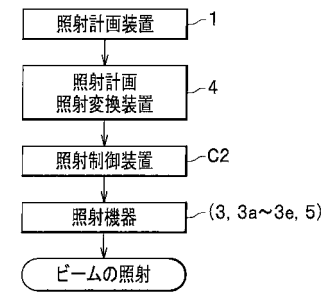 照射計画装置 1
照射計画
照射変換装置 4
照射制御装置 C2
照射機器 (3, 3a~3e, 5)
ビームの照射